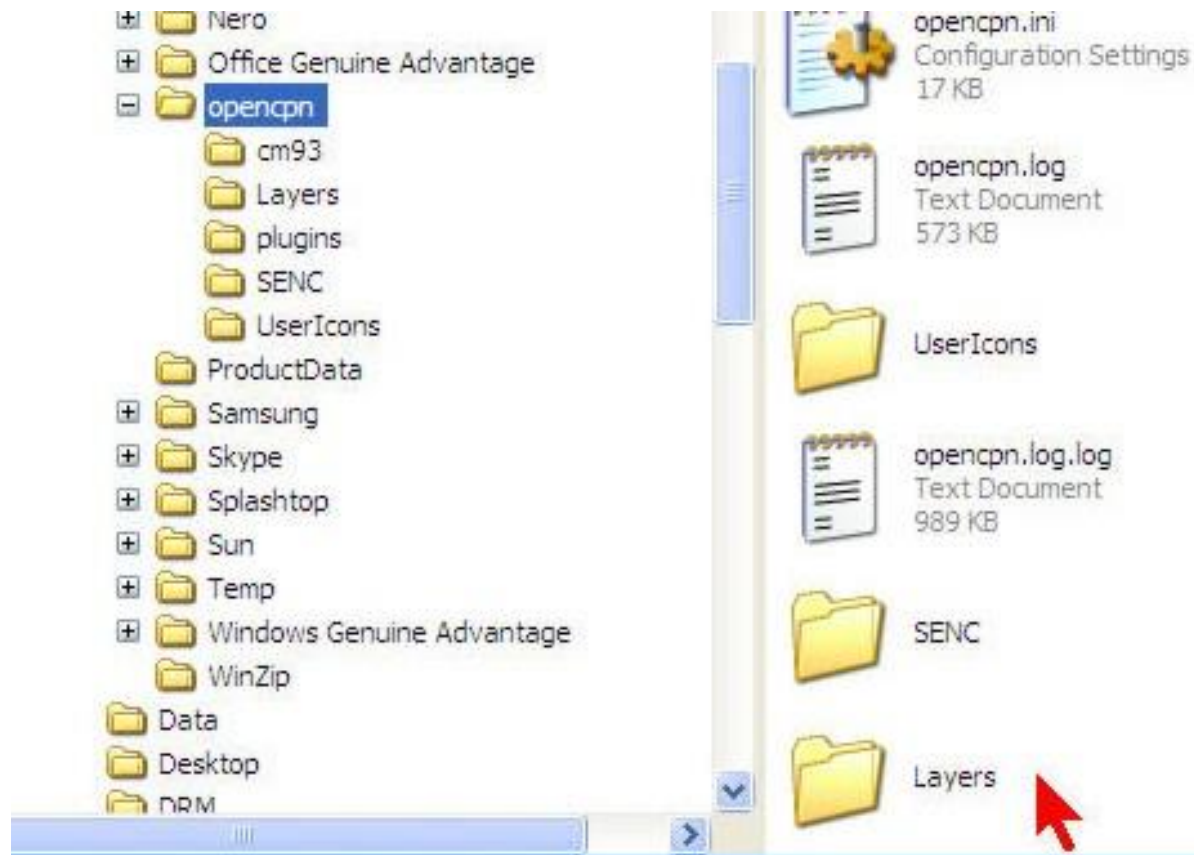 Nero
Office Genuine Advantage
opencpn
cm93
Layers
plugins
SENC
UserIcons
ProductData
Samsung
Skype
Splashtop
Sun
Temp
Windows Genuine Advantage
WinZip
Data
Desktop
DRM
opencpn.ini
Configuration Settings
17 KB
opencpn.log
Text Document
573 KB
UserIcons
opencpn.log.log
Text Document
989 KB
SENC
Layers